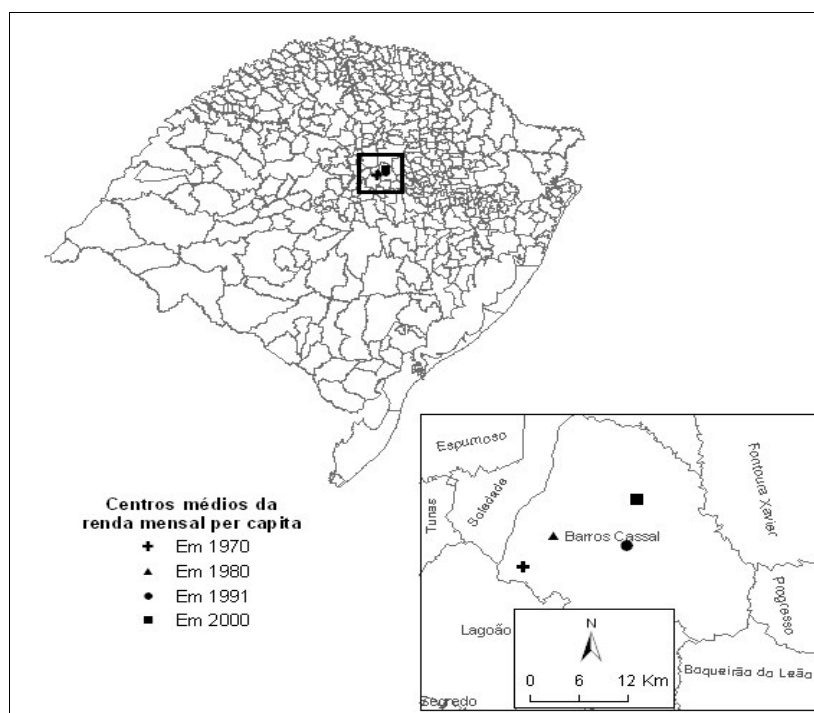 Centros médios da
renda mensal per capita
Em 1970
Em 1980
Em 1991
Em 2000
Espumoso
Tunas
Soledade
Fontoura Xavier
Barros Cassal
Progresso
Lagoão
Boqueirão do Leão
Segredo
N
0 6 12 Km